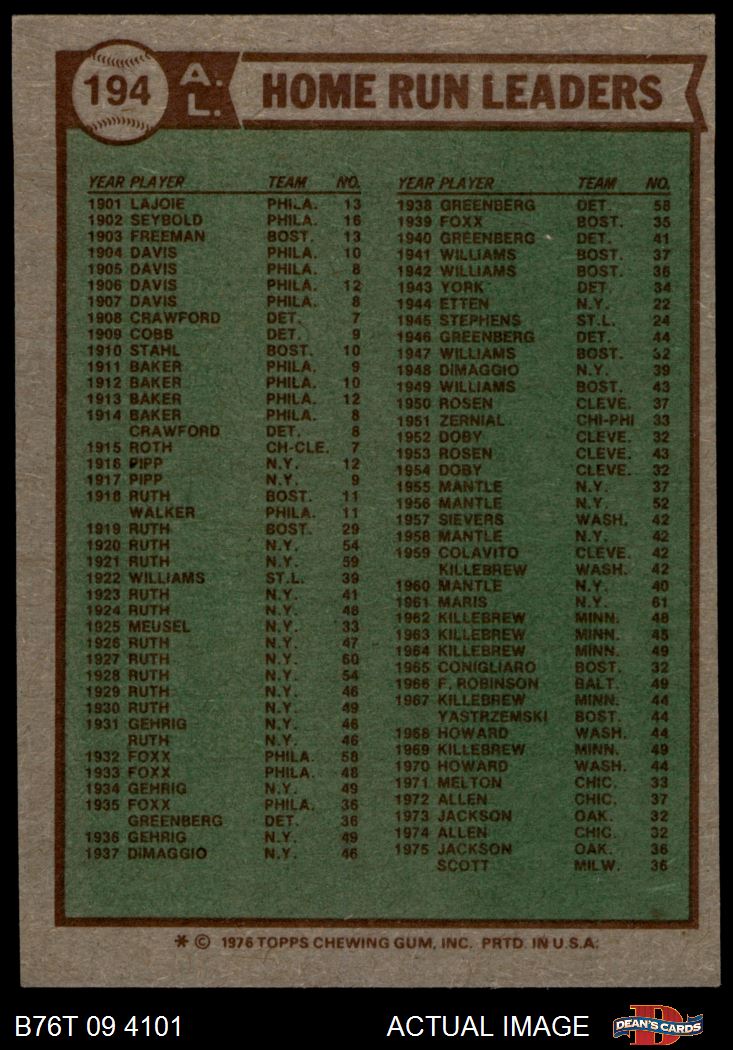 194 A. L. HOME RUN LEADERS
YEAR PLAYER TEAM NO.
1901 LAJOIE PHILA. 13
1902 SEYBOLD PHILA. 16
1903 FREEMAN BOST. 13
1904 DAVIS PHILA. 10
1905 DAVIS PHILA. 8
1906 DAVIS PHILA. 12
1907 DAVIS PHILA. 8
1908 CRAWFORD DET. 7
1909 COBB DET. 9
1910 STAHL BOST. 10
1911 BAKER PHILA. 9
1912 BAKER PHILA. 10
1913 BAKER PHILA. 12
1914 BAKER PHILA. 8
CRAWFORD DET. 8
1915 ROTH CH-CLE. 7
1916 PIPP N.Y. 12
1917 PIPP N.Y. 9
1918 RUTH BOST. 11
WALKER PHILA. 11
1919 RUTH BOST. 29
1920 RUTH N.Y. 54
1921 RUTH N.Y. 59
1922 WILLIAMS ST.L. 39
1923 RUTH N.Y. 41
1924 RUTH N.Y. 46
1925 MEUSEL N.Y. 33
1926 RUTH N.Y. 47
1927 RUTH N.Y. 60
1928 RUTH N.Y. 54
1929 RUTH N.Y. 46
1930 RUTH N.Y. 49
1931 GEHRIG N.Y. 46
RUTH N.Y. 46
1932 FOXX PHILA. 58
1933 FOXX PHILA. 48
1934 GEHRIG N.Y. 49
1935 FOXX PHILA. 36
GREENBERG DET. 36
1936 GEHRIG N.Y. 49
1937 DiMAGGIO N.Y. 46
YEAR PLAYER TEAM NO.
1938 GREENBERG DET. 58
1939 FOXX BOST. 35
1940 GREENBERG DET. 41
1941 WILLIAMS BOST. 37
1942 WILLIAMS BOST. 36
1943 YORK DET. 34
1944 ETTEN N.Y. 22
1945 STEPHENS ST.L. 24
1946 GREENBERG DET. 44
1947 WILLIAMS BOST. 32
1948 DiMAGGIO N.Y. 39
1949 WILLIAMS BOST. 43
1950 ROSEN CLEVE. 37
1951 ZERNIAL CHI-PHI 33
1952 DOBY CLEVE. 32
1953 ROSEN CLEVE. 43
1954 DOBY CLEVE. 32
1955 MANTLE N.Y. 37
1956 MANTLE N.Y. 52
1957 SIEVERS WASH. 42
1958 MANTLE N.Y. 42
1959 COLAVITO CLEVE. 42
KILLEBREW WASH. 42
1960 MANTLE N.Y. 40
1961 MARIS N.Y. 61
1962 KILLEBREW MINN. 48
1963 KILLEBREW MINN. 45
1964 KILLEBREW MINN. 49
1965 CONIGLIARO BOST. 32
1966 F. ROBINSON BALT. 49
1967 KILLEBREW MINN. 44
YASTRZEMSKI BOST. 44
1968 HOWARD WASH. 44
1969 KILLEBREW MINN. 49
1970 HOWARD WASH. 44
1971 MELTON CHIC. 33
1972 ALLEN CHIC. 37
1973 JACKSON OAK. 32
1974 ALLEN CHIC. 32
1975 JACKSON OAK. 36
SCOTT MILW. 36
* © 1976 TOPPS CHEWING GUM, INC. PRTD. IN U.S.A.
B76T 09 4101 ACTUAL IMAGE DEAN'S CARDS